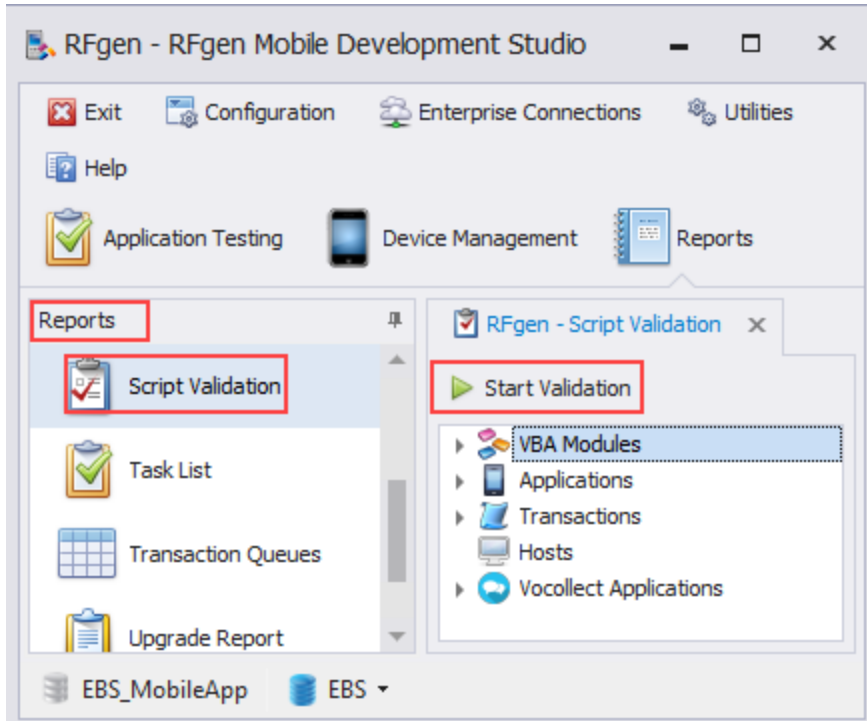 RFgen - RFgen Mobile Development Studio
Exit Configuration Enterprise Connections Utilities
Help
Application Testing Device Management Reports
Reports
RFgen - Script Validation
Script Validation
Start Validation
Task List
VBA Modules
Applications
Transactions
Transaction Queues
Hosts
Vocollect Applications
Upgrade Report
EBS_MobileApp EBS